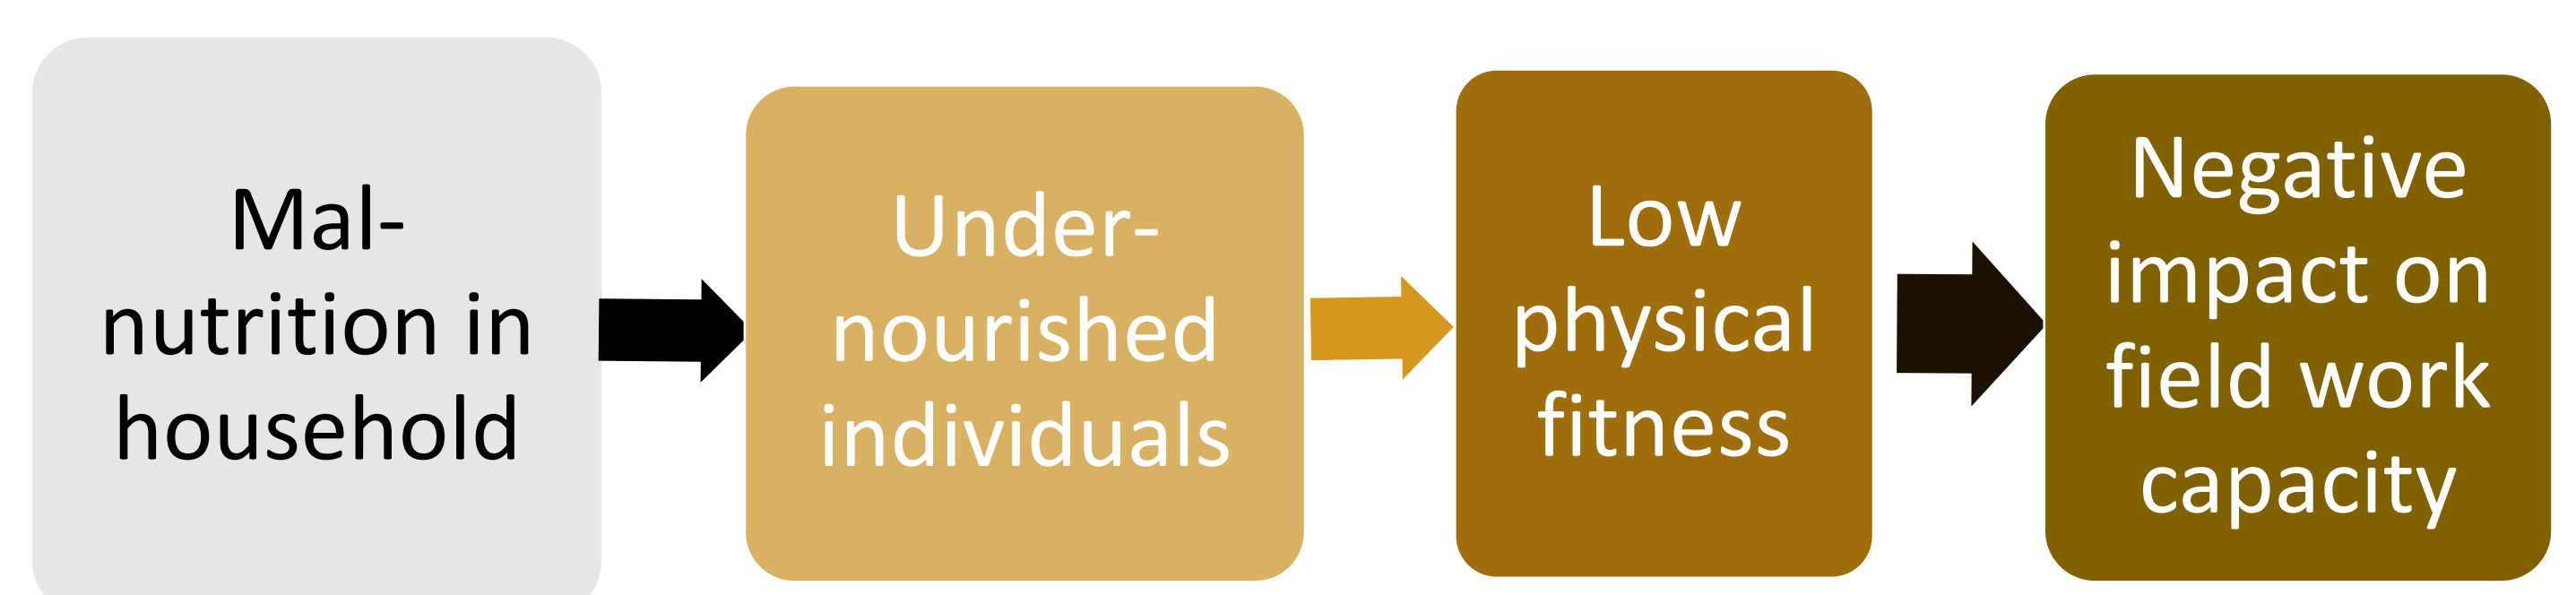 Mal-
nutrition in
household
Under-
nourished
individuals
Low
physical
fitness
Negative
impact on
field work
capacity